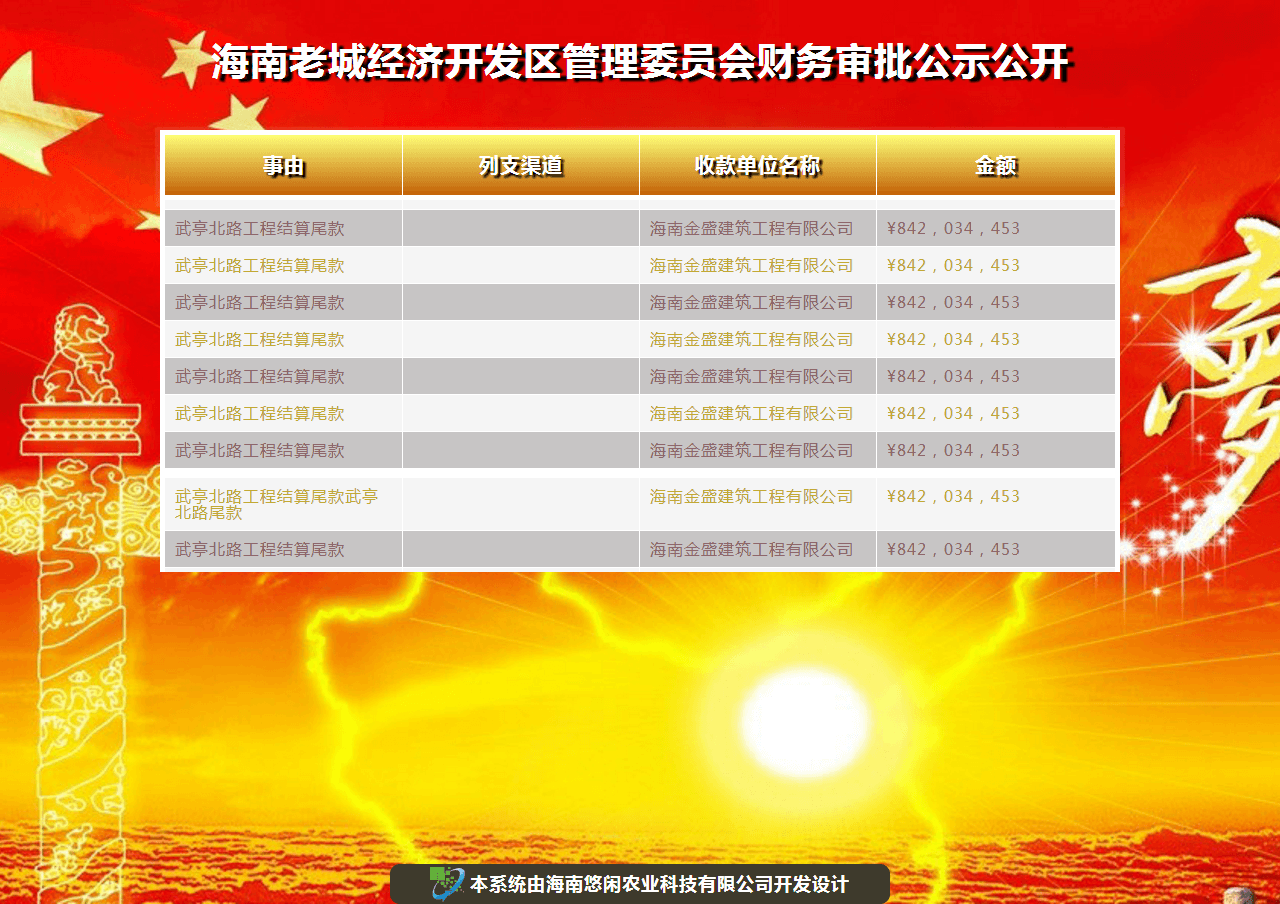 海南老城经济开发区管理委员会财务审批公示公开
事由 列支渠道 收款单位名称 金额
武亭北路工程结算尾款 海南金盛建筑工程有限公司 ¥842，034，453
武亭北路工程结算尾款 海南金盛建筑工程有限公司 ¥842，034，453
武亭北路工程结算尾款 海南金盛建筑工程有限公司 ¥842，034，453
武亭北路工程结算尾款 海南金盛建筑工程有限公司 ¥842，034，453
武亭北路工程结算尾款 海南金盛建筑工程有限公司 ¥842，034，453
武亭北路工程结算尾款 海南金盛建筑工程有限公司 ¥842，034，453
武亭北路工程结算尾款 海南金盛建筑工程有限公司 ¥842，034，453
武亭北路工程结算尾款武亭 海南金盛建筑工程有限公司 ¥842，034，453
北路尾款
武亭北路工程结算尾款 海南金盛建筑工程有限公司 ¥842，034，453
梦
本系统由海南悠闲农业科技有限公司开发设计